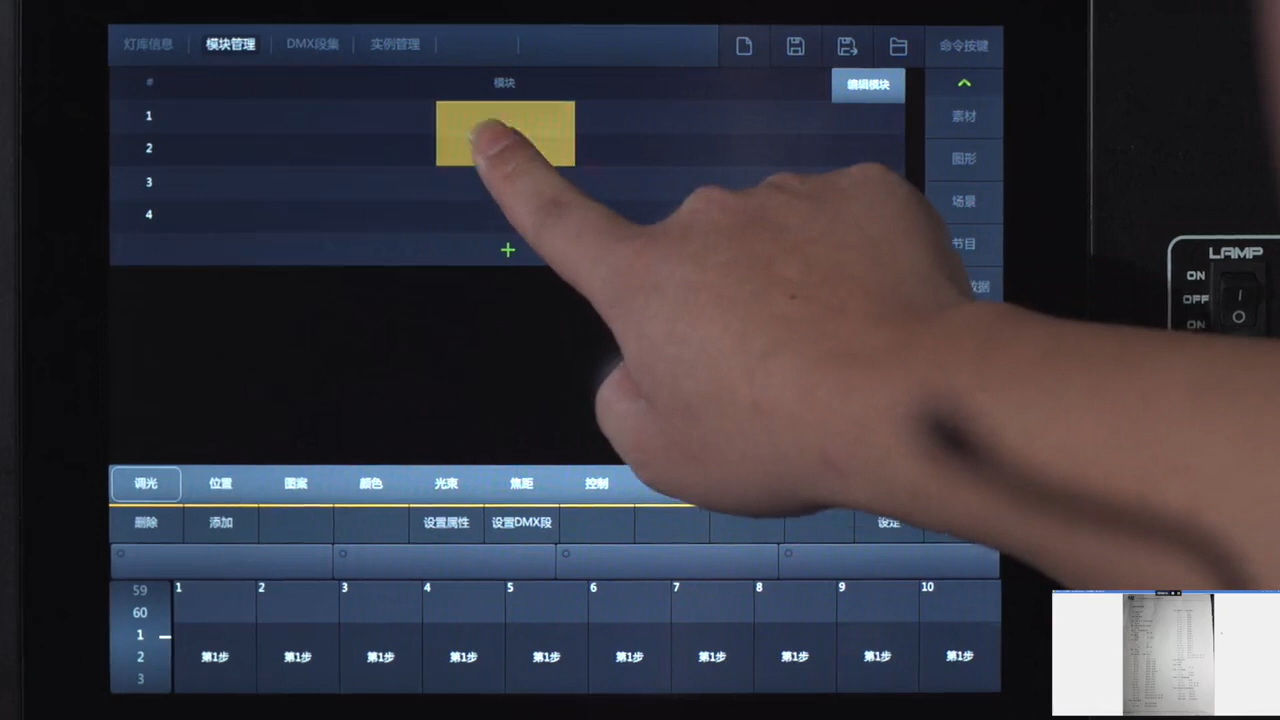 灯库信息 模块管理 DMX段集 实例管理 命令按键
# 模块 编辑模块
1
2
3
4
+
素材
图形
场景
节目
数据
LAMP
ON
OFF
ON
调光 位置 图案 颜色 光束 焦距 控制
删除 添加 设置属性 设置DMX段 设定
59
60
1
2
3
1 2 3 4 5 6 7 8 9 10
第1步 第1步 第1步 第1步 第1步 第1步 第1步 第1步 第1步 第1步